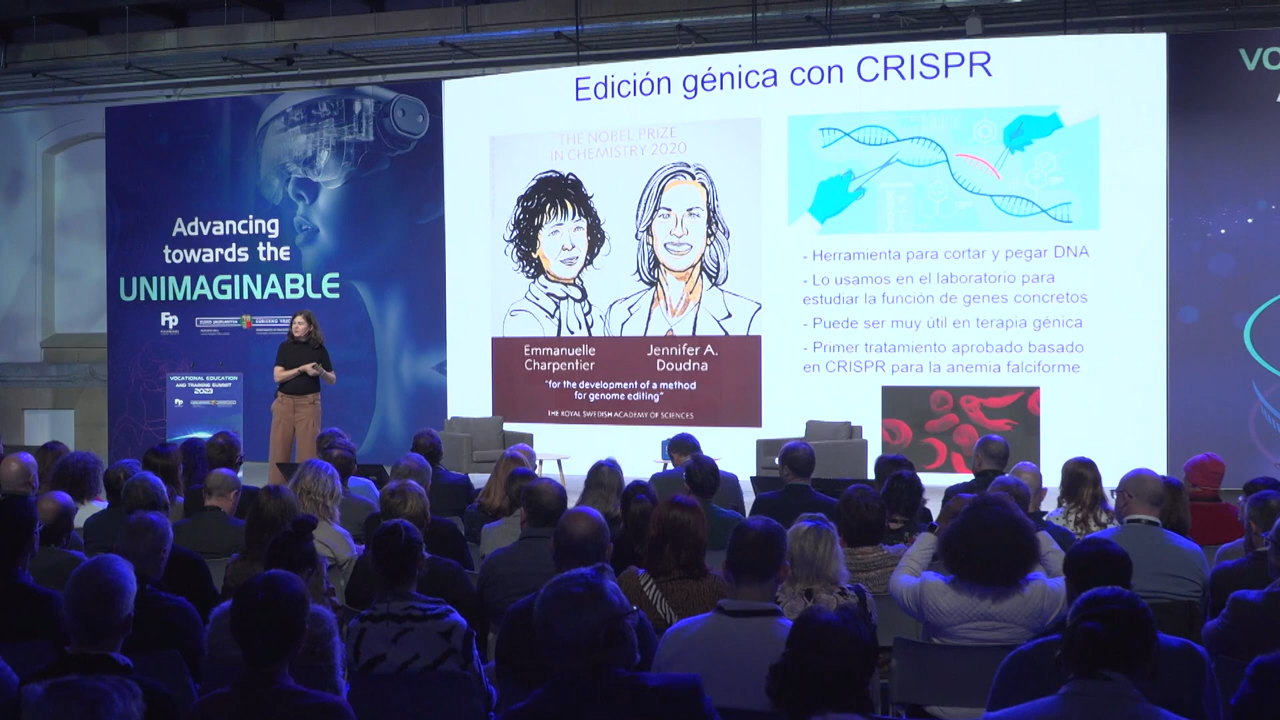 Edición génica con CRISPR
THE NOBEL PRIZE
IN CHEMISTRY 2020
Emmanuelle
Charpentier
Jennifer A.
Doudna
"for the development of a method
for genome editing"
THE ROYAL SWEDISH ACADEMY OF SCIENCES
- Herramienta para cortar y pegar DNA
- Lo usamos en el laboratorio para
estudiar la función de genes concretos
- Puede ser muy útil en terapia génica
- Primer tratamiento aprobado basado
en CRISPR para la anemia falciforme
Advancing
towards the
UNIMAGINABLE
Fp
VOCATIONAL EDUCATION
AND TRAINING SUMMIT
2023
Fp
VO